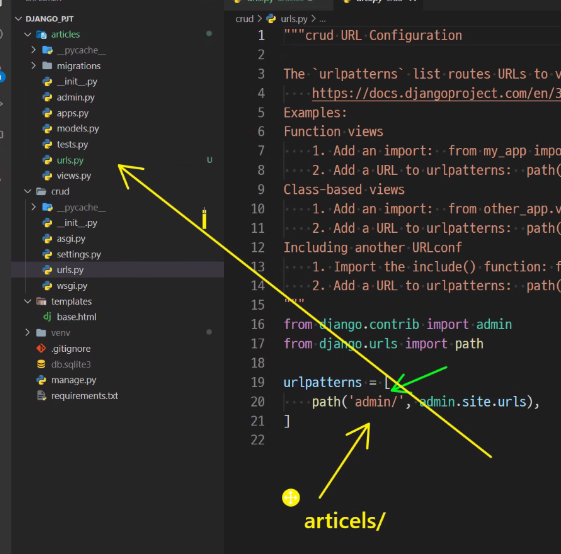 DJANGO_PJT
articles
__pycache__
migrations
__init__.py
admin.py
apps.py
models.py
tests.py
urls.py U
views.py
crud
__pycache__
__init__.py
asgi.py
settings.py
urls.py
wsgi.py
templates
dj base.html
venv
.gitignore
db.sqlite3
manage.py
requirements.txt
i
crud > urls.py > ...
1 """crud URL Configuration
2
3 The `urlpatterns` list routes URLs to v
4 https://docs.djangoproject.com/en/3
5 Examples:
6 Function views
7 1. Add an import: from my_app impo
8 2. Add a URL to urlpatterns: path(
9 Class-based views
10 1. Add an import: from other_app.v
11 2. Add a URL to urlpatterns: path(
12 Including another URLconf
13 1. Import the include() function: f
14 2. Add a URL to urlpatterns: path(
15 """
16 from django.contrib import admin
17 from django.urls import path
18
19 urlpatterns = [
20 path('admin/', admin.site.urls),
21 ]
22
articels/